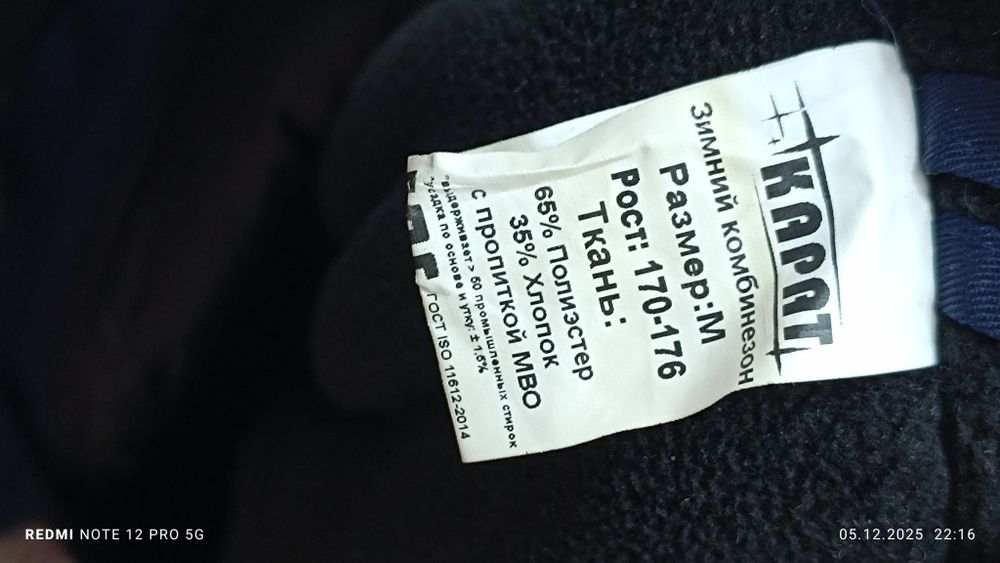 КАРАТ
Зимний комбинезон
Размер:М
Рост: 170-176
Ткань:
65% Полиэстер
35% Хлопок
с пропиткой МВО
*выдерживает > 50 промышленных стирок
*усадка по основе и утку: ± 1,5%
ГОСТ ISO 11612-2014
REDMI NOTE 12 PRO 5G
05.12.2025 22:16